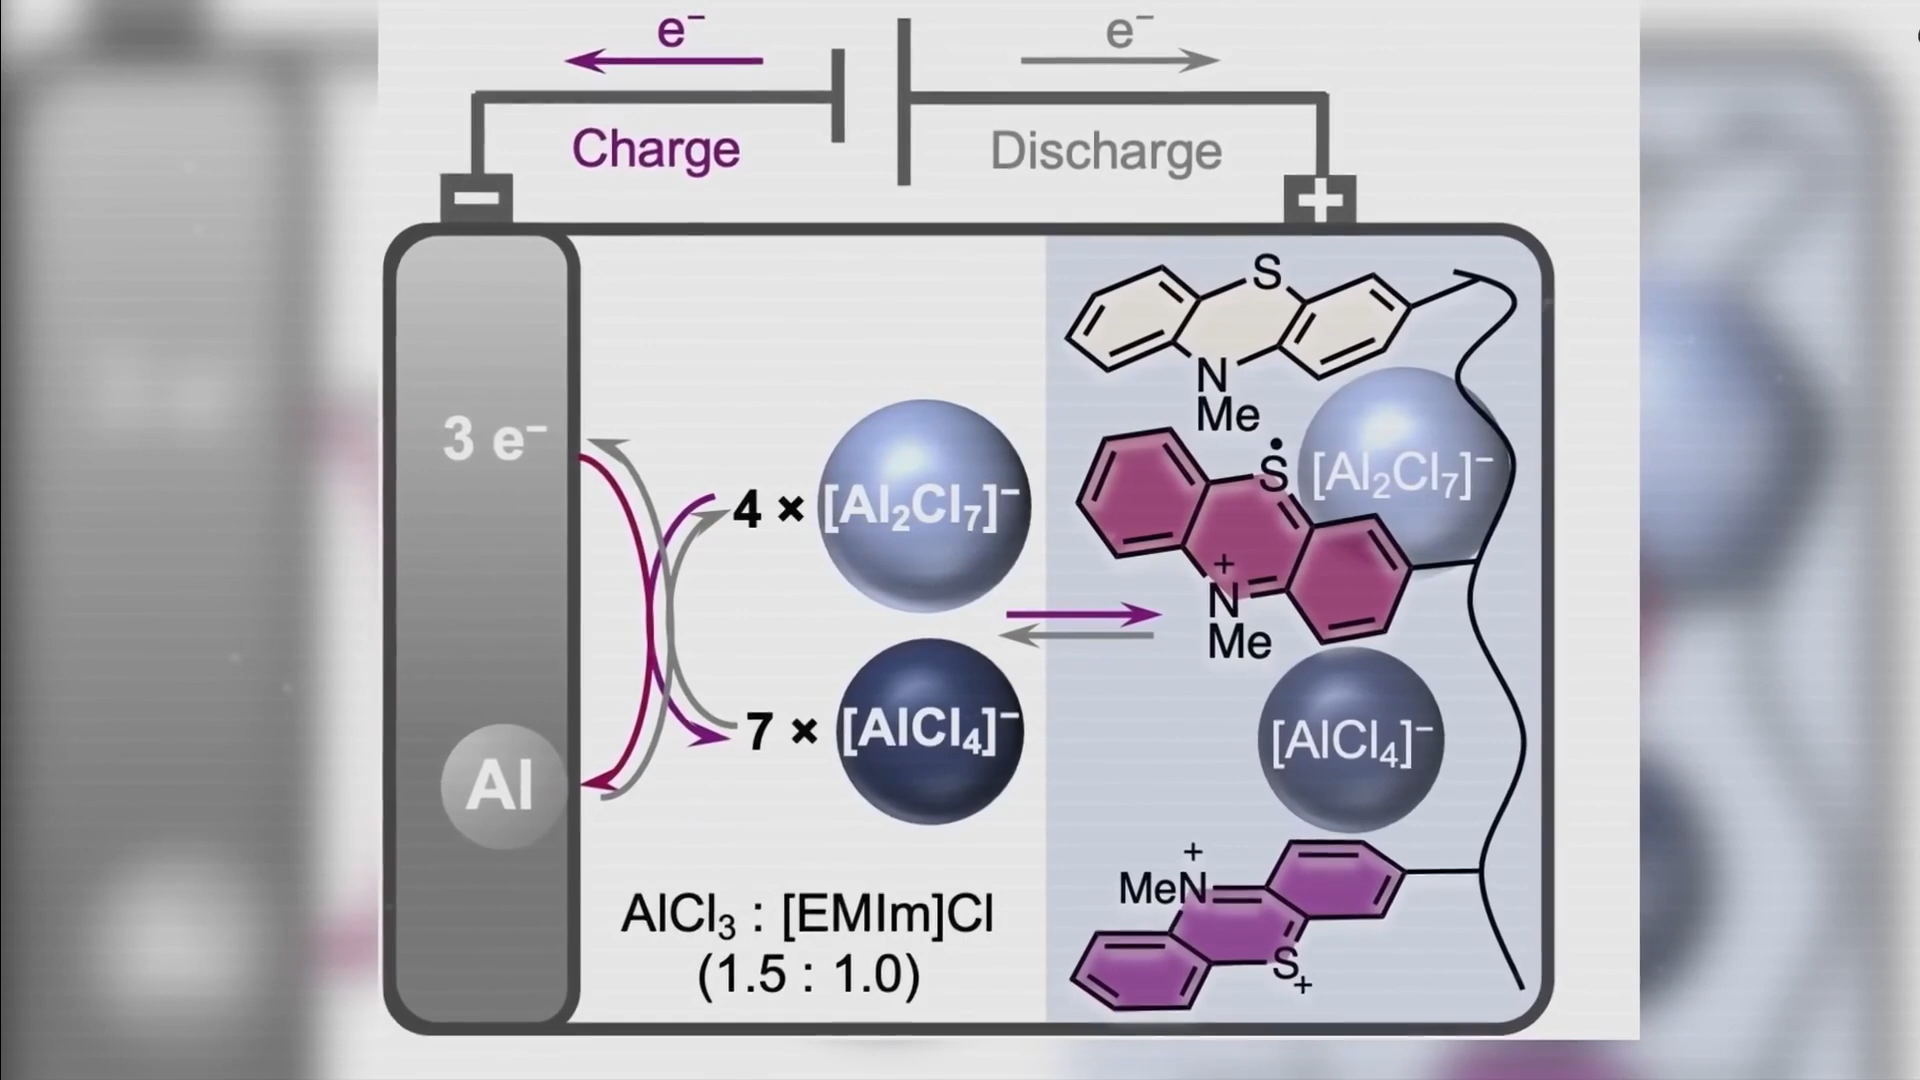 e⁻
e⁻
Charge
Discharge
−
+
S
N
Me
3 e⁻
4 × [Al₂Cl₇]⁻
Ṡ
[Al₂Cl₇]⁻
+
N
Me
7 × [AlCl₄]⁻
[AlCl₄]⁻
Al
+
MeN
S+
AlCl₃ : [EMIm]Cl
(1.5 : 1.0)